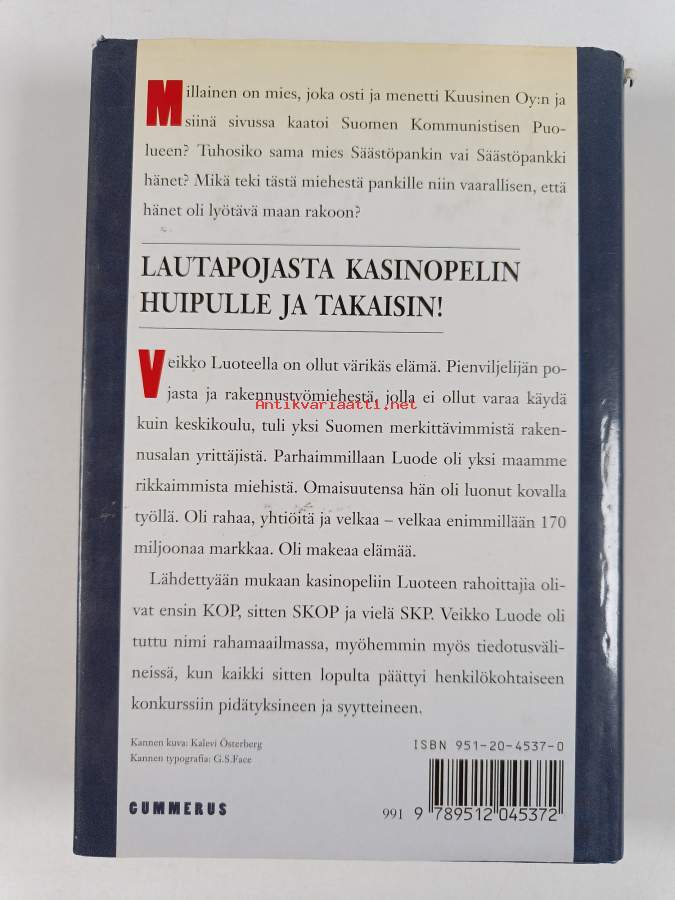 Millainen on mies, joka osti ja menetti Kuusinen Oy:n ja
siinä sivussa kaatoi Suomen Kommunistisen Puo-
lueen? Tuhosiko sama mies Säästöpankin vai Säästöpankki
hänet? Mikä teki tästä miehestä pankille niin vaarallisen, että
hänet oli lyötävä maan rakoon?
LAUTAPOJASTA KASINOPELIN
HUIPULLE JA TAKAISIN!
Veikko Luoteella on ollut värikäs elämä. Pienviljelijän po-
jasta ja rakennustyömiehestä, jolla ei ollut varaa käydä
Antikvariaatti.net
kuin keskikoulu, tuli yksi Suomen merkittävimmistä raken-
nusalan yrittäjistä. Parhaimmillaan Luode oli yksi maamme
rikkaimmista miehistä. Omaisuutensa hän oli luonut kovalla
työllä. Oli rahaa, yhtiöitä ja velkaa – velkaa enimmillään 170
miljoonaa markkaa. Oli makeaa elämää.
Lähdettyään mukaan kasinopeliin Luoteen rahoittajia oli-
vat ensin KOP, sitten SKOP ja vielä SKP. Veikko Luode oli
tuttu nimi rahamaailmassa, myöhemmin myös tiedotusväli-
neissä, kun kaikki sitten lopulta päättyi henkilökohtaiseen
konkurssiin pidätyksineen ja syytteineen.
Kannen kuva: Kalevi Österberg
Kannen typografia: G.S.Face
ISBN 951-20-4537-0
GUMMERUS
991 9 789512 045372